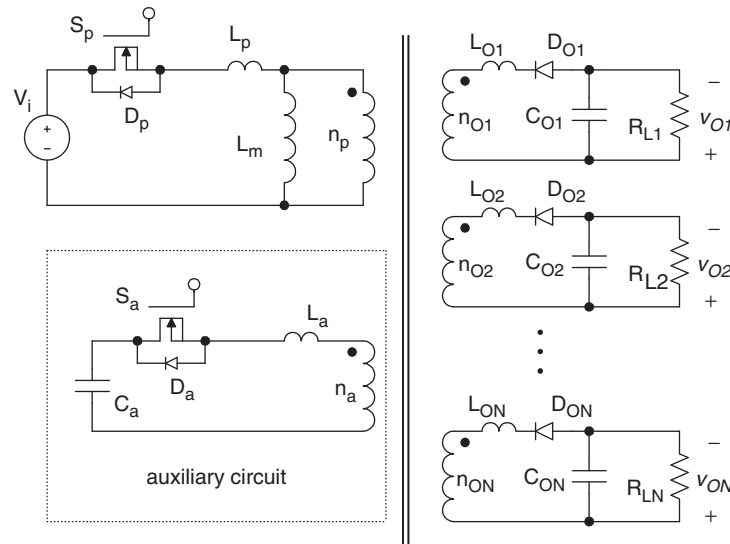 S_p
L_p
V_i
+
−
D_p
L_m
n_p
S_a
L_a
C_a
D_a
n_a
auxiliary circuit
L_O1
D_O1
n_O1
C_O1
R_L1
−
v_O1
+
L_O2
D_O2
n_O2
C_O2
R_L2
−
v_O2
+
L_ON
D_ON
n_ON
C_ON
R_LN
−
v_ON
+